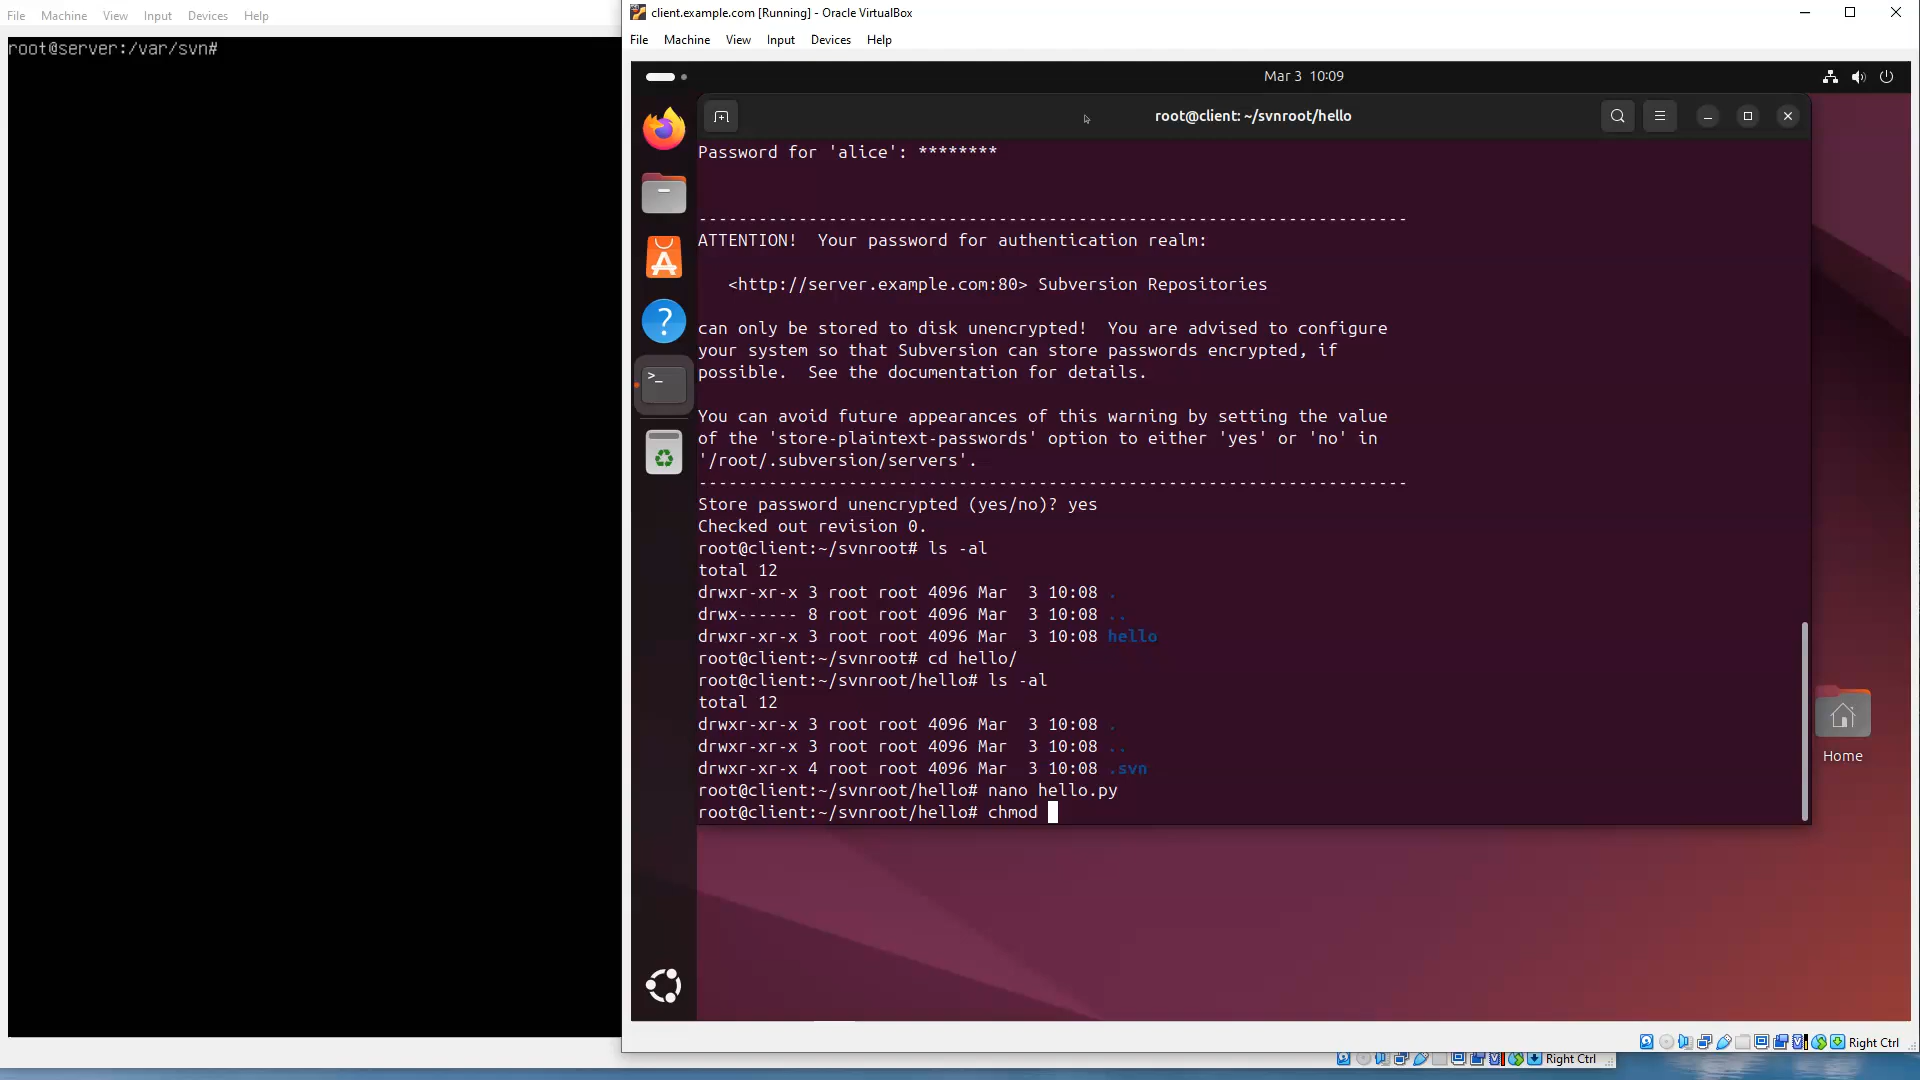 File Machine View Input Devices Help
root@server:/var/svn#
client.example.com [Running] - Oracle VirtualBox
File Machine View Input Devices Help
Mar 3 10:09
root@client: ~/svnroot/hello
Password for 'alice': ********
-----------------------------------------------------------------------
ATTENTION!  Your password for authentication realm:
<http://server.example.com:80> Subversion Repositories
can only be stored to disk unencrypted!  You are advised to configure
your system so that Subversion can store passwords encrypted, if
possible.  See the documentation for details.
You can avoid future appearances of this warning by setting the value
of the 'store-plaintext-passwords' option to either 'yes' or 'no' in
'/root/.subversion/servers'.
-----------------------------------------------------------------------
Store password unencrypted (yes/no)? yes
Checked out revision 0.
root@client:~/svnroot# ls -al
total 12
drwxr-xr-x 3 root root 4096 Mar  3 10:08 .
drwx------ 8 root root 4096 Mar  3 10:08 ..
drwxr-xr-x 3 root root 4096 Mar  3 10:08 hello
root@client:~/svnroot# cd hello/
root@client:~/svnroot/hello# ls -al
total 12
drwxr-xr-x 3 root root 4096 Mar  3 10:08 .
drwxr-xr-x 3 root root 4096 Mar  3 10:08 ..
drwxr-xr-x 4 root root 4096 Mar  3 10:08 .svn
root@client:~/svnroot/hello# nano hello.py
root@client:~/svnroot/hello# chmod
Home
Right Ctrl
Right Ctrl